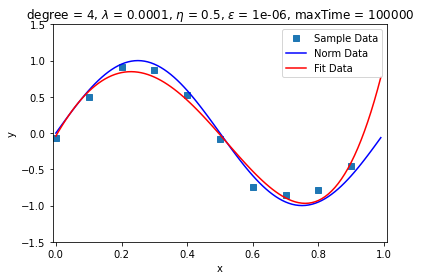 degree = 4, λ = 0.0001, η = 0.5, ε = 1e-06, maxTime = 100000
1.5
1.0
0.5
0.0
−0.5
−1.0
−1.5
y
Sample Data
Norm Data
Fit Data
0.0 0.2 0.4 0.6 0.8 1.0
x